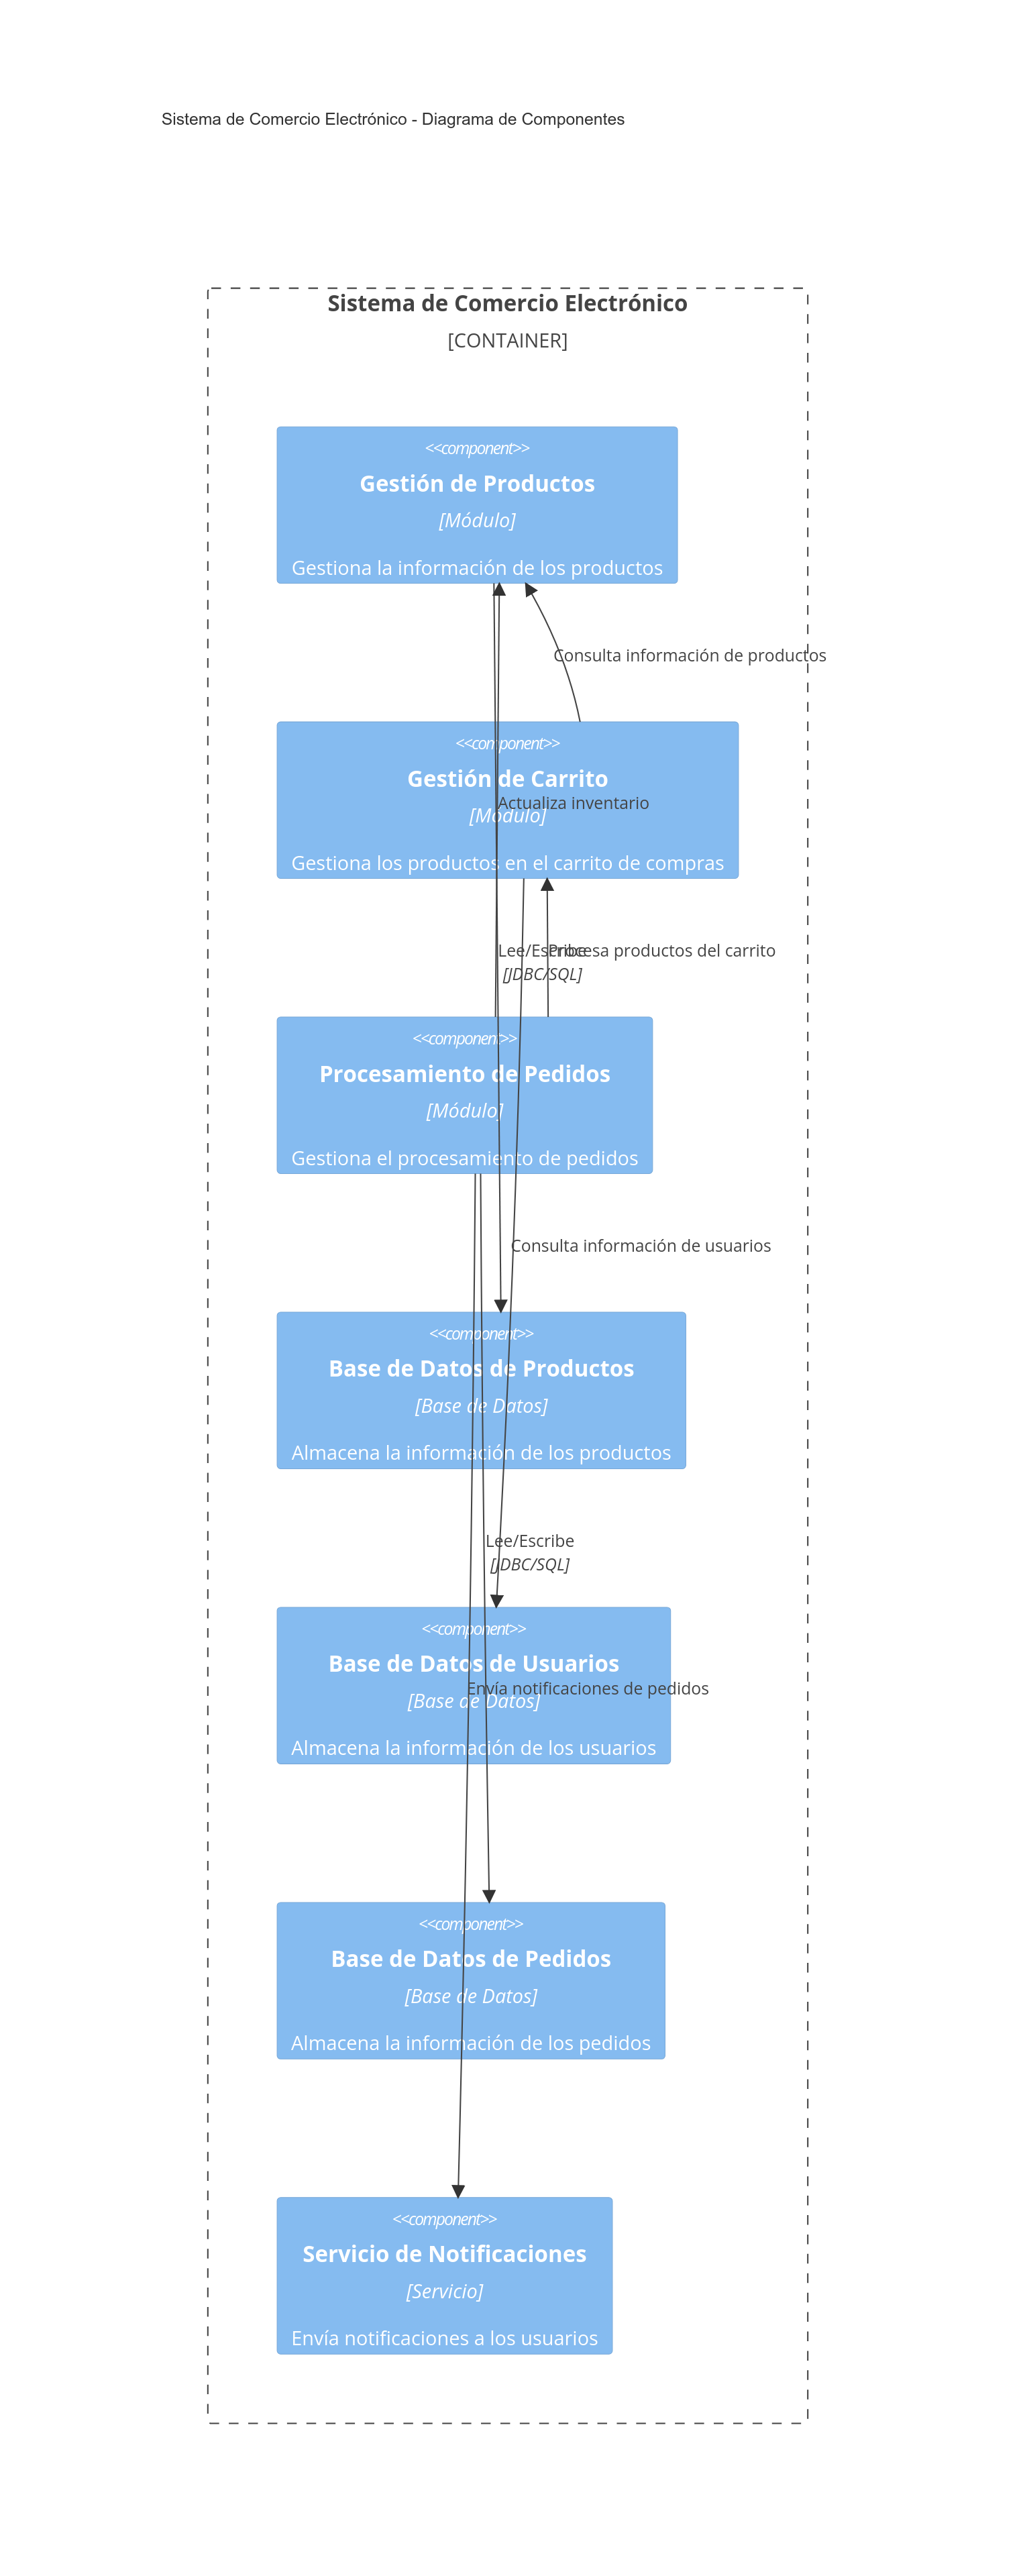 Sistema de Comercio Electrónico - Diagrama de Componentes
Sistema de Comercio Electrónico
[CONTAINER]
<<component>>
Gestión de Productos
[Módulo]
Gestiona la información de los productos
Consulta información de productos
<<component>>
Gestión de Carrito
Actualiza inventario
[Módulo]
Gestiona los productos en el carrito de compras
Lee/Escribe
Procesa productos del carrito
[JDBC/SQL]
<<component>>
Procesamiento de Pedidos
[Módulo]
Gestiona el procesamiento de pedidos
Consulta información de usuarios
<<component>>
Base de Datos de Productos
[Base de Datos]
Almacena la información de los productos
Lee/Escribe
[JDBC/SQL]
<<component>>
Base de Datos de Usuarios
Envía notificaciones de pedidos
[Base de Datos]
Almacena la información de los usuarios
<<component>>
Base de Datos de Pedidos
[Base de Datos]
Almacena la información de los pedidos
<<component>>
Servicio de Notificaciones
[Servicio]
Envía notificaciones a los usuarios